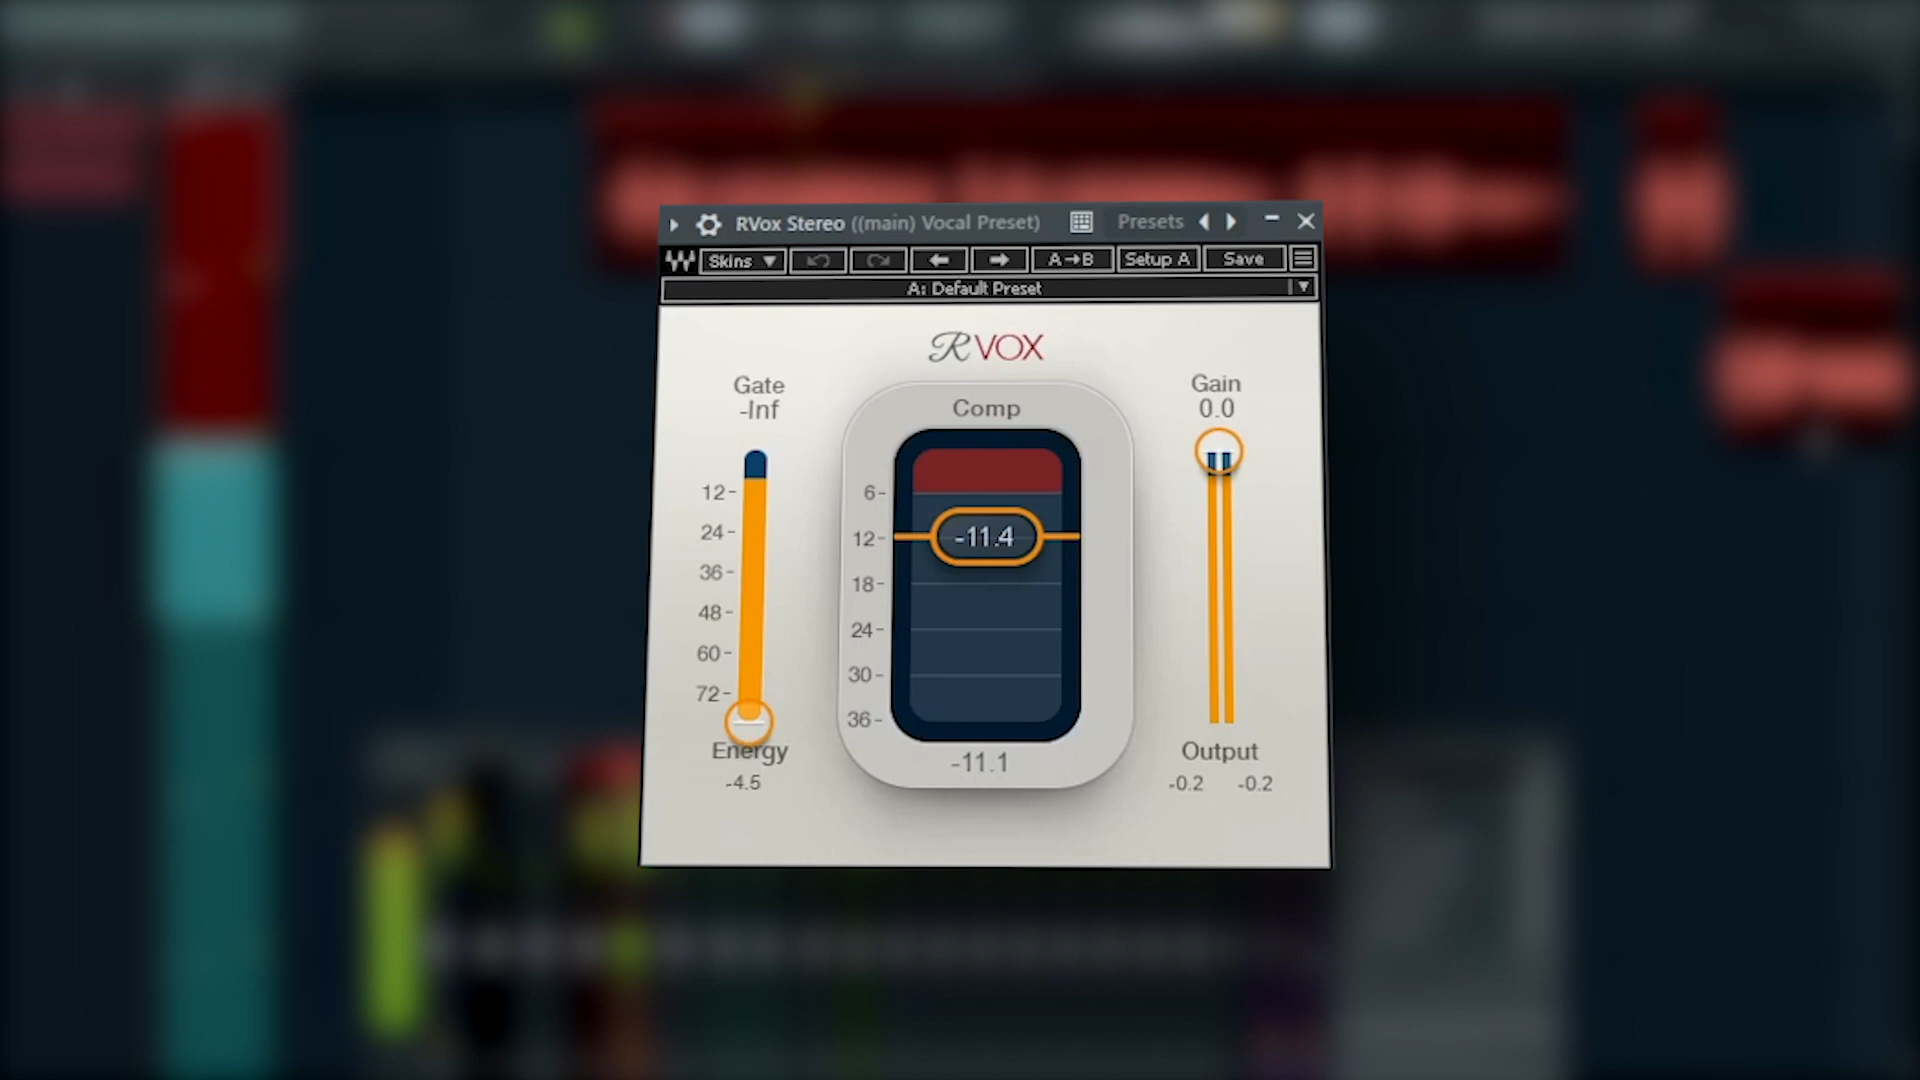 RVox Stereo ((main) Vocal Preset) Presets
Skins A→B Setup A Save
A: Default Preset
RVOX
Gate
-Inf
12
24
36
48
60
72
Energy
-4.5
Comp
6
12
18
24
30
36
-11.4
-11.1
Gain
0.0
Output
-0.2 -0.2